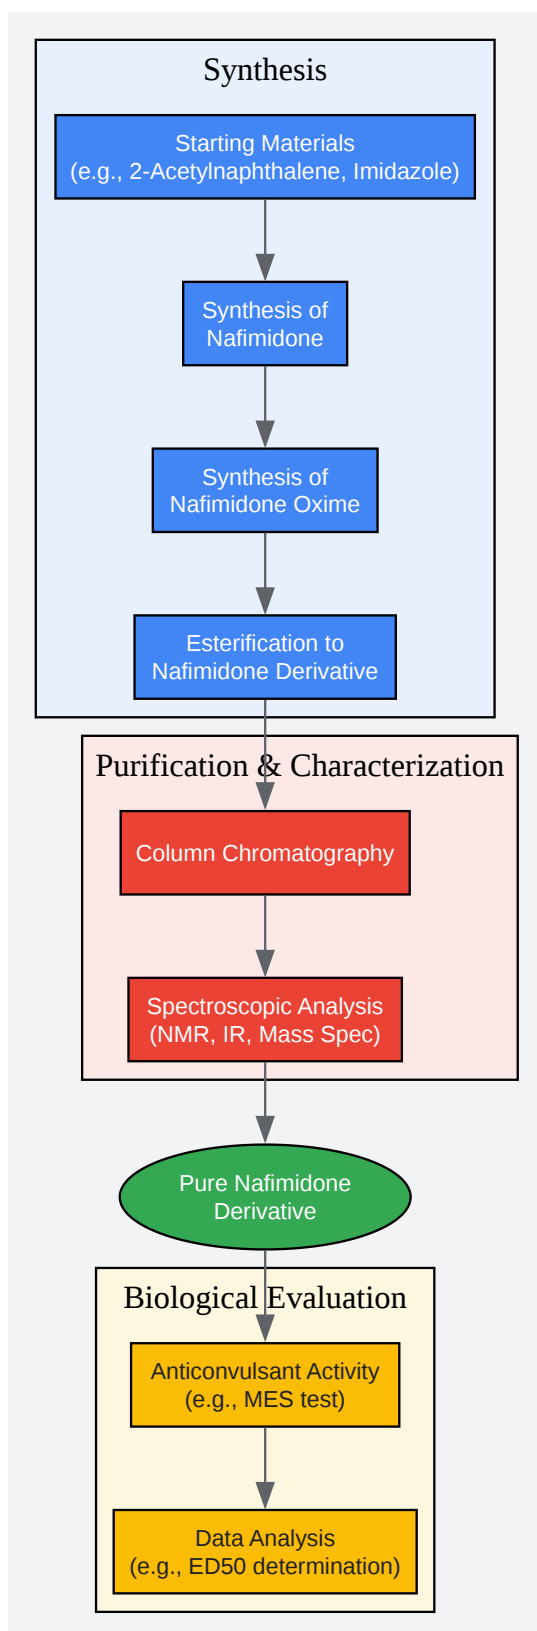 Synthesis
Starting Materials
(e.g., 2-Acetylnaphthalene, Imidazole)
Synthesis of
Nafimidone
Synthesis of
Nafimidone Oxime
Esterification to
Nafimidone Derivative
Purification & Characterization
Column Chromatography
Spectroscopic Analysis
(NMR, IR, Mass Spec)
Pure Nafimidone
Derivative
Biological Evaluation
Anticonvulsant Activity
(e.g., MES test)
Data Analysis
(e.g., ED50 determination)